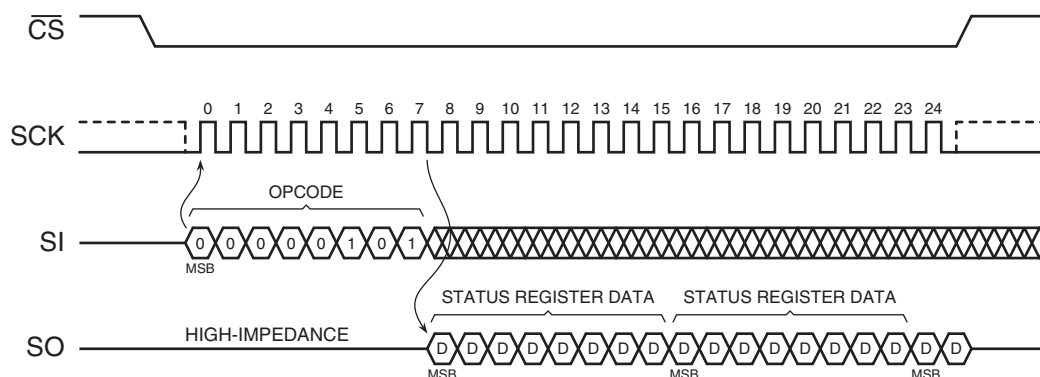 CS
0 1 2 3 4 5 6 7 8 9 10 11 12 13 14 15 16 17 18 19 20 21 22 23 24
SCK
OPCODE
SI 0 0 0 0 0 1 0 1
MSB
STATUS REGISTER DATA STATUS REGISTER DATA
HIGH-IMPEDANCE
SO D D D D D D D D D D D D D D D D D D
MSB MSB MSB